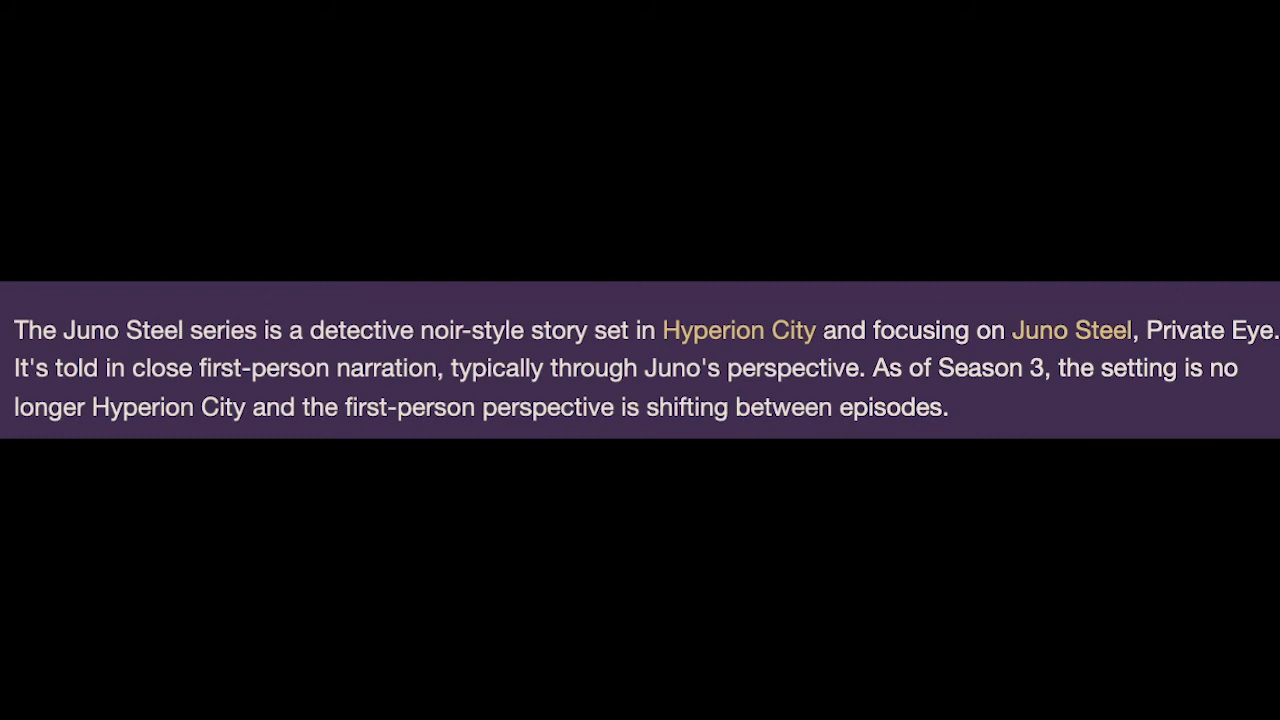 The Juno Steel series is a detective noir-style story set in Hyperion City and focusing on Juno Steel, Private Eye.
It's told in close first-person narration, typically through Juno's perspective. As of Season 3, the setting is no
longer Hyperion City and the first-person perspective is shifting between episodes.